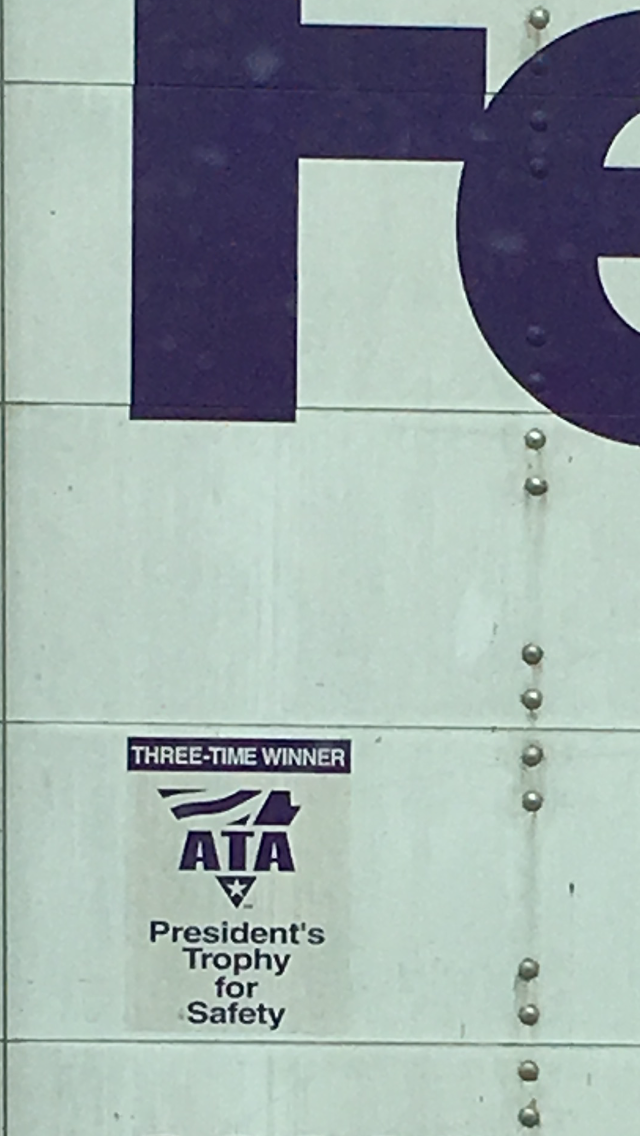 Fe
THREE-TIME WINNER
ATA
President's
Trophy
for
Safety